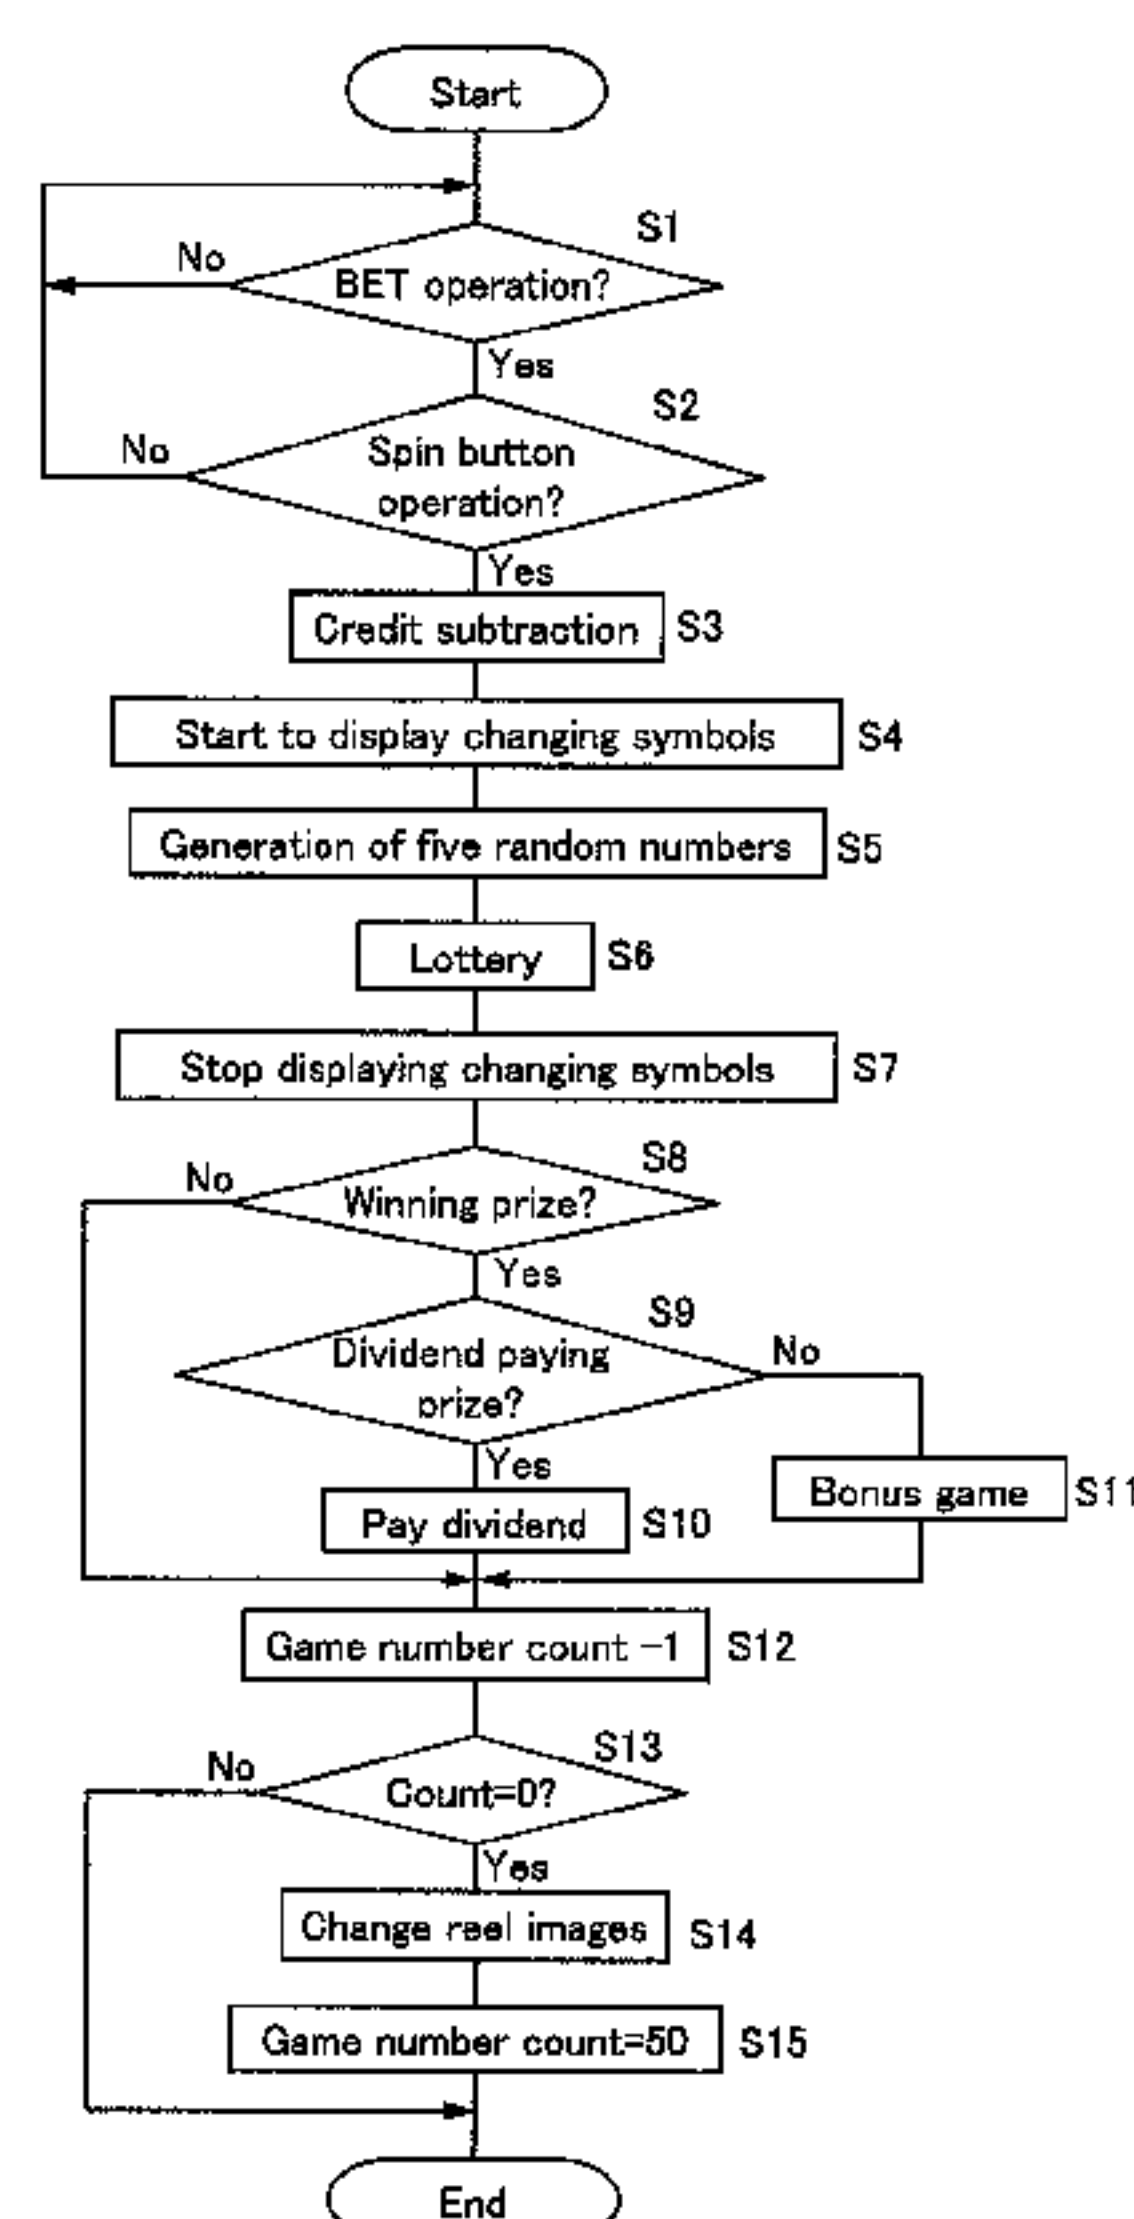 Start
S1
No
BET operation?
Yes
S2
No
Spin button
operation?
Yes
Credit subtraction
S3
Start to display changing symbols
S4
Generation of five random numbers
S5
Lottery
S6
Stop displaying changing symbols
S7
S8
No
Winning prize?
Yes
S9
Dividend paying
prize?
No
Yes
Bonus game
S11
Pay dividend
S10
Game number count -1
S12
S13
No
Count=0?
Yes
Change reel images
S14
Game number count=50
S15
End